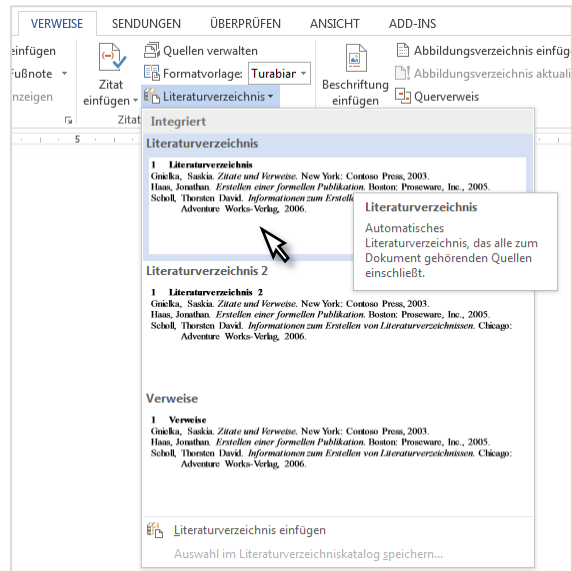 VERWEISE SENDUNGEN ÜBERPRÜFEN ANSICHT ADD-INS
einfügen
Fußnote
nzeigen
Zitat
einfügen
Quellen verwalten
Formatvorlage: Turabiar
Literaturverzeichnis
Zitat
Beschriftung
einfügen
Abbildungsverzeichnis einfüg
Abbildungsverzeichnis aktuali
Querverweis
5
Integriert
Literaturverzeichnis
1 Literaturverzeichnis
Gnielka, Saskia. Zitate und Verweise. New York: Contoso Press, 2003.
Haas, Jonathan. Erstellen einer formellen Publikation. Boston: Proseware, Inc., 2005.
Scholl, Thorsten David. Informationen zum Erstelle
Adventure Works-Verlag, 2006.
Literaturverzeichnis
Automatisches
Literaturverzeichnis, das alle zum
Dokument gehörenden Quellen
einschließt.
Literaturverzeichnis 2
1 Literaturverzeichnis 2
Gnielka, Saskia. Zitate und Verweise. New York: Contoso Press, 2003.
Haas, Jonathan. Erstellen einer formellen Publikation. Boston: Proseware, Inc., 2005.
Scholl, Thorsten David. Informationen zum Erstellen von Literaturverzeichnissen. Chicago:
Adventure Works-Verlag, 2006.
Verweise
1 Verweise
Gnielka, Saskia. Zitate und Verweise. New York: Contoso Press, 2003.
Haas, Jonathan. Erstellen einer formellen Publikation. Boston: Proseware, Inc., 2005.
Scholl, Thorsten David. Informationen zum Erstellen von Literaturverzeichnissen. Chicago:
Adventure Works-Verlag, 2006.
Literaturverzeichnis einfügen
Auswahl im Literaturverzeichniskatalog speichern...